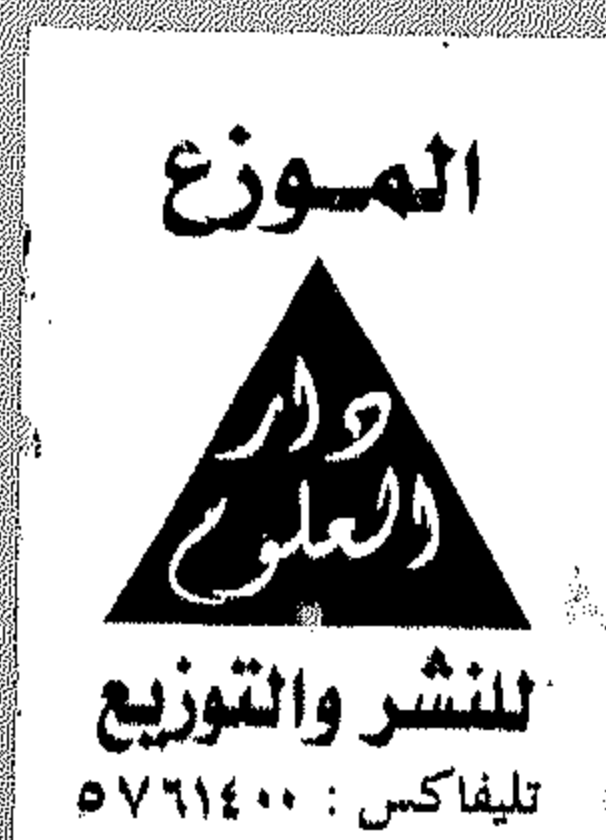 الموزع
دار
العلوم
للنشر والتوزيع
تليفاكس : ٥٧٦١٤٠٠